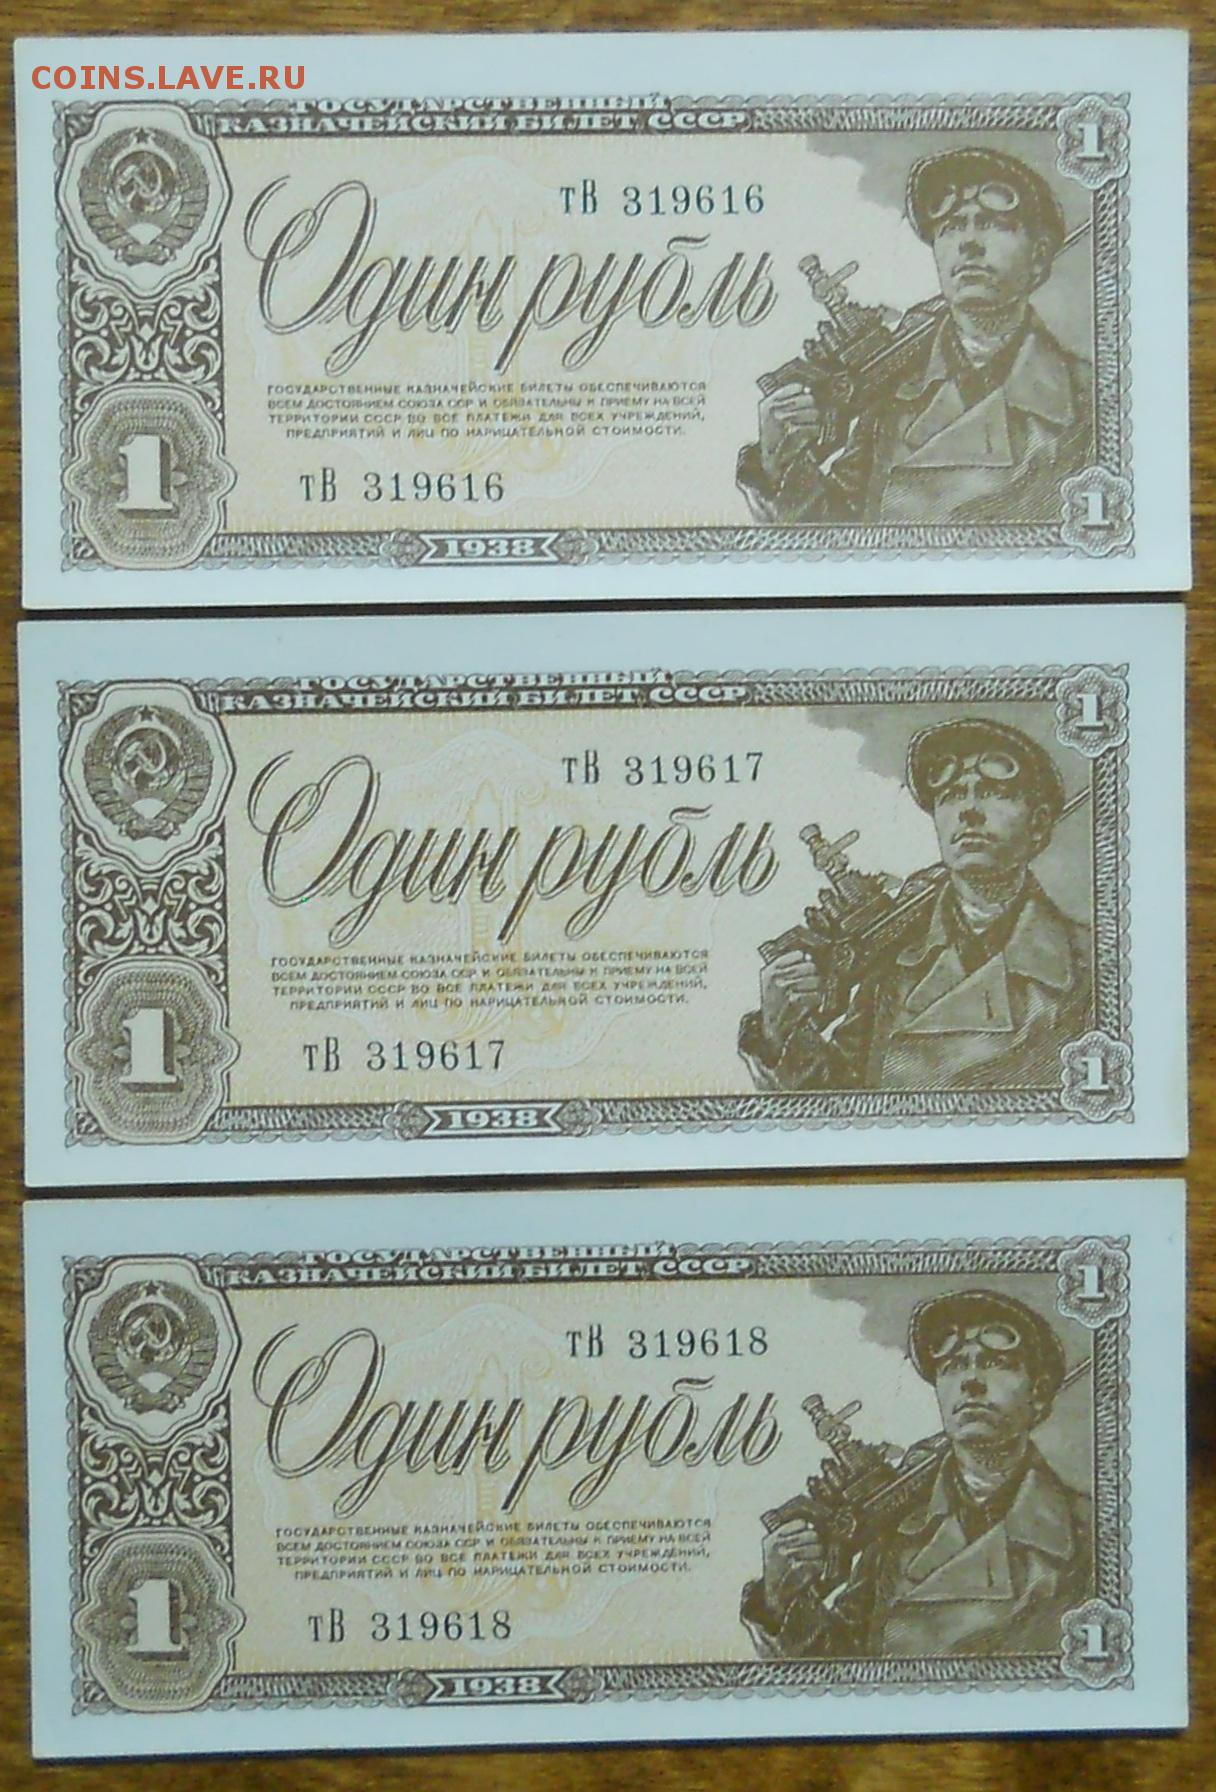 COINS.LAVE.RU
ГОСУДАРСТВЕННЫЙ
КАЗНАЧЕЙСКИЙ БИЛЕТ СССР
1
тВ 319616
Один рубль
ГОСУДАРСТВЕННЫЕ КАЗНАЧЕЙСКИЕ БИЛЕТЫ ОБЕСПЕЧИВАЮТСЯ
ВСЕМ ДОСТОЯНИЕМ СОЮЗА ССР И ОБЯЗАТЕЛЬНЫ К ПРИЕМУ НА ВСЕЙ
ТЕРРИТОРИИ СССР ВО ВСЕ ПЛАТЕЖИ ДЛЯ ВСЕХ УЧРЕЖДЕНИЙ,
ПРЕДПРИЯТИЙ И ЛИЦ ПО НАРИЦАТЕЛЬНОЙ СТОИМОСТИ.
1
тВ 319616
1
1938
ГОСУДАРСТВЕННЫЙ
КАЗНАЧЕЙСКИЙ БИЛЕТ СССР
1
тВ 319617
Один рубль
ГОСУДАРСТВЕННЫЕ КАЗНАЧЕЙСКИЕ БИЛЕТЫ ОБЕСПЕЧИВАЮТСЯ
ВСЕМ ДОСТОЯНИЕМ СОЮЗА ССР И ОБЯЗАТЕЛЬНЫ К ПРИЕМУ НА ВСЕЙ
ТЕРРИТОРИИ СССР ВО ВСЕ ПЛАТЕЖИ ДЛЯ ВСЕХ УЧРЕЖДЕНИЙ,
ПРЕДПРИЯТИЙ И ЛИЦ ПО НАРИЦАТЕЛЬНОЙ СТОИМОСТИ.
1
тВ 319617
1
1938
ГОСУДАРСТВЕННЫЙ
КАЗНАЧЕЙСКИЙ БИЛЕТ СССР
1
тВ 319618
Один рубль
ГОСУДАРСТВЕННЫЕ КАЗНАЧЕЙСКИЕ БИЛЕТЫ ОБЕСПЕЧИВАЮТСЯ
ВСЕМ ДОСТОЯНИЕМ СОЮЗА ССР И ОБЯЗАТЕЛЬНЫ К ПРИЕМУ НА ВСЕЙ
ТЕРРИТОРИИ СССР ВО ВСЕ ПЛАТЕЖИ ДЛЯ ВСЕХ УЧРЕЖДЕНИЙ,
ПРЕДПРИЯТИЙ И ЛИЦ ПО НАРИЦАТЕЛЬНОЙ СТОИМОСТИ.
1
тВ 319618
1
1938